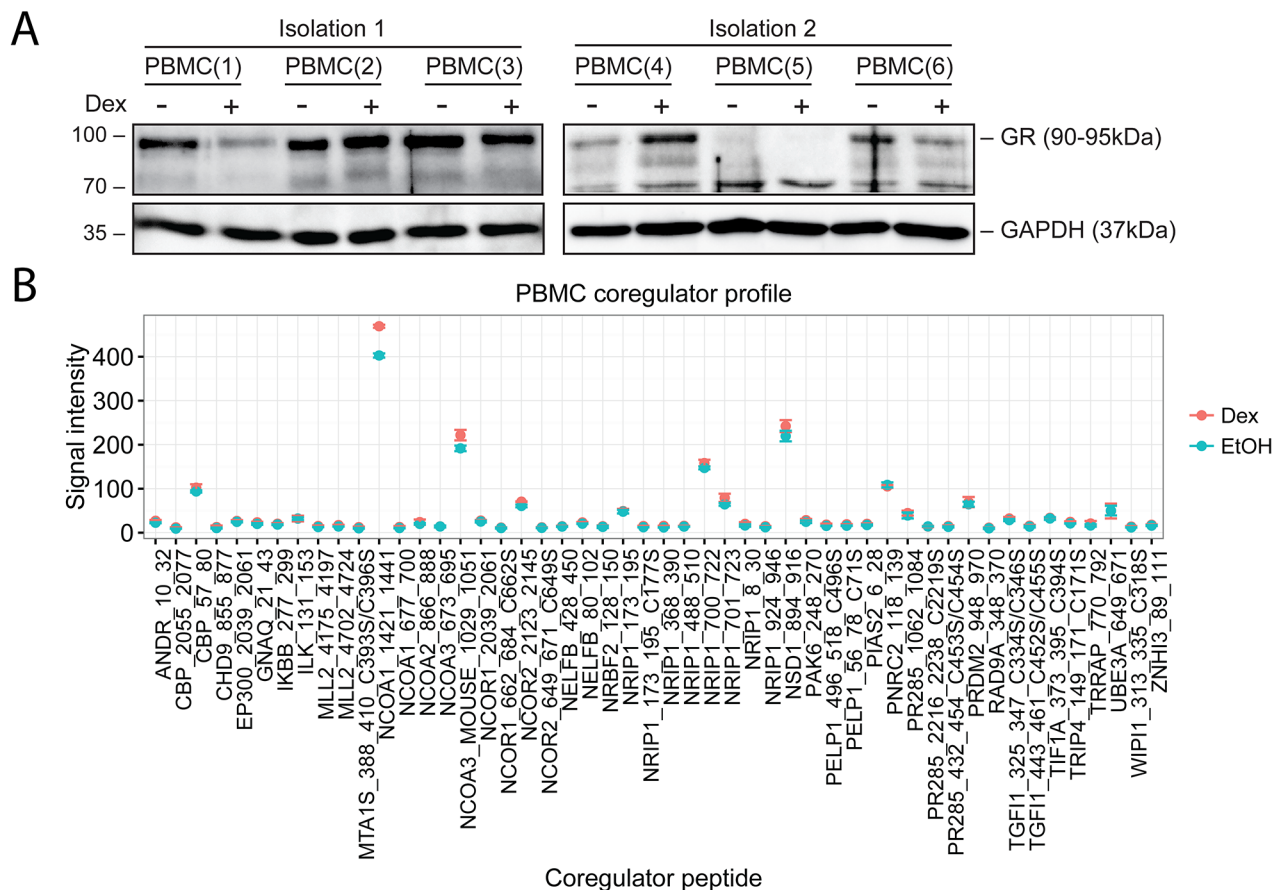 A
Isolation 1
Isolation 2
PBMC(1)
PBMC(2)
PBMC(3)
PBMC(4)
PBMC(5)
PBMC(6)
Dex
-
+
-
+
-
+
-
+
-
+
-
+
100 –
– GR (90-95kDa)
70 –
35 –
– GAPDH (37kDa)
B
PBMC coregulator profile
Signal intensity
400
300
200
100
0
Dex
EtOH
ANDR_10_32
CBP_2055_2077
CBP_57_80
CHD9_855_877
EP300_2039_2061
GNAQ_21_43
IKBB_277_299
ILK_131_153
MLL2_4175_4197
MLL2_4702_4724
MTA1S_388_410_C393S/C396S
NCOA1_1421_1441
NCOA1_677_700
NCOA2_866_888
NCOA3_673_695
NCOA3_MOUSE_1029_1051
NCOR1_2039_2061
NCOR1_662_684_C662S
NCOR2_2123_2145
NCOR2_649_671_C649S
NELFB_428_450
NELFB_80_102
NRBF2_128_150
NRIP1_173_195
NRIP1_173_195_C177S
NRIP1_368_390
NRIP1_488_510
NRIP1_700_722
NRIP1_701_723
NRIP1_8_30
NRIP1_924_946
NSD1_894_916
PAK6_248_270
PELP1_496_518_C496S
PELP1_56_78_C71S
PIAS2_6_28
PNRC2_118_139
PR285_1062_1084
PR285_2216_2238_C2219S
PR285_432_454_C453S/C454S
PRDM2_948_970
RAD9A_348_370
TGFI1_325_347_C334S/C346S
TGFI1_443_461_C452S/C455S
TIF1A_373_395_C394S
TRIP4_149_171_C171S
TRRAP_770_792
UBE3A_649_671
WIPI1_313_335_C318S
ZNHI3_89_111
Coregulator peptide